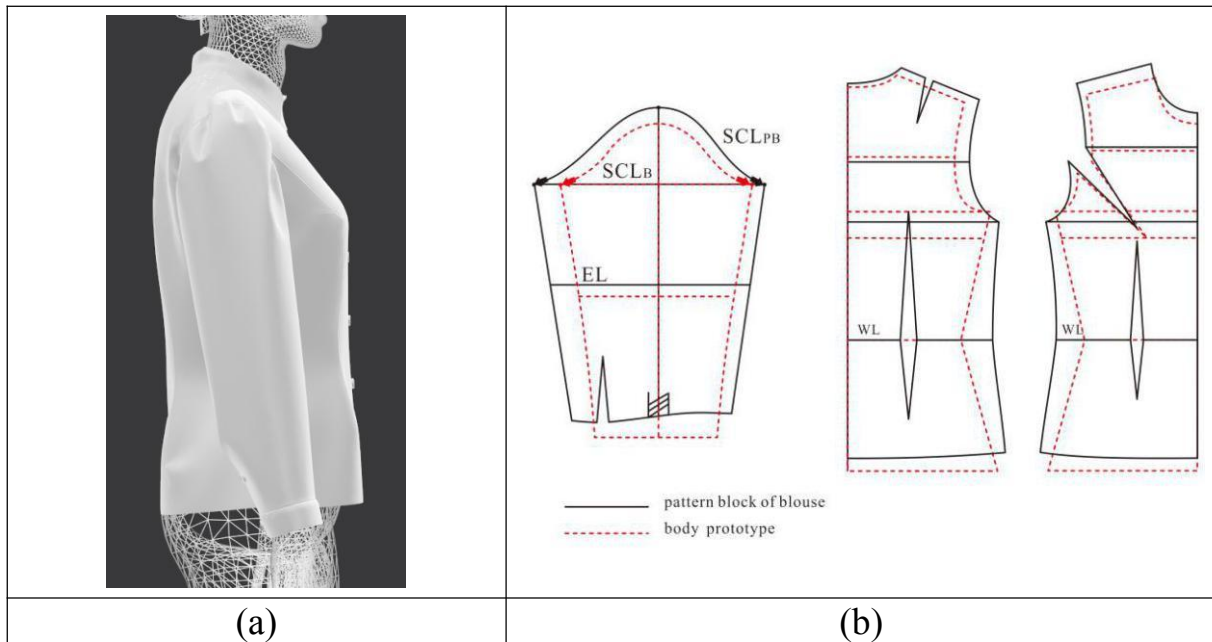 SCLPB
SCLB
EL
WL
WL
pattern block of blouse
body prototype
(a)
(b)